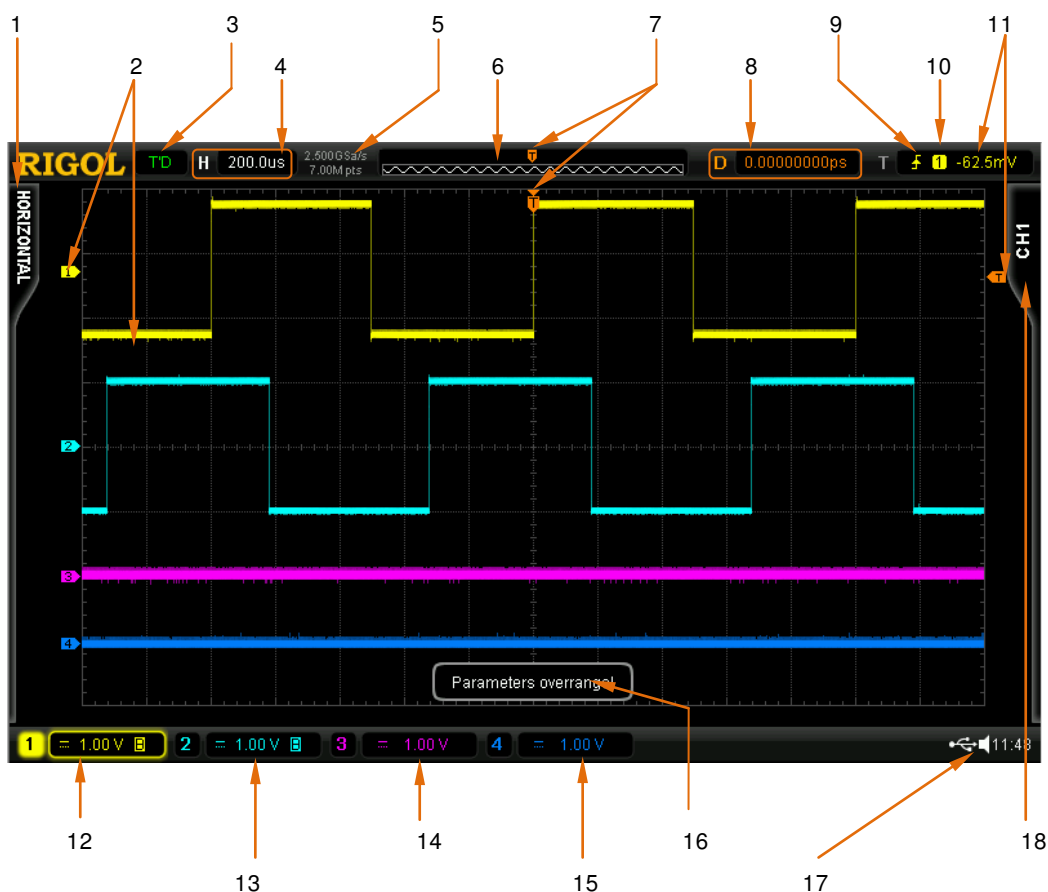 1 3 5 7 9 11
2 4 6 8 10
RIGOL T'D H 200.0us 2.500GSa/s 7.00Mpts T D 0.00000000ps T 1 -62.5mV
HORIZONTAL
T
CH1
1
T
2
3
4
Parameters overrange!
1 1.00 V B 2 1.00 V B 3 1.00 V 4 1.00 V 11:48
12 14 16 18
13 15 17